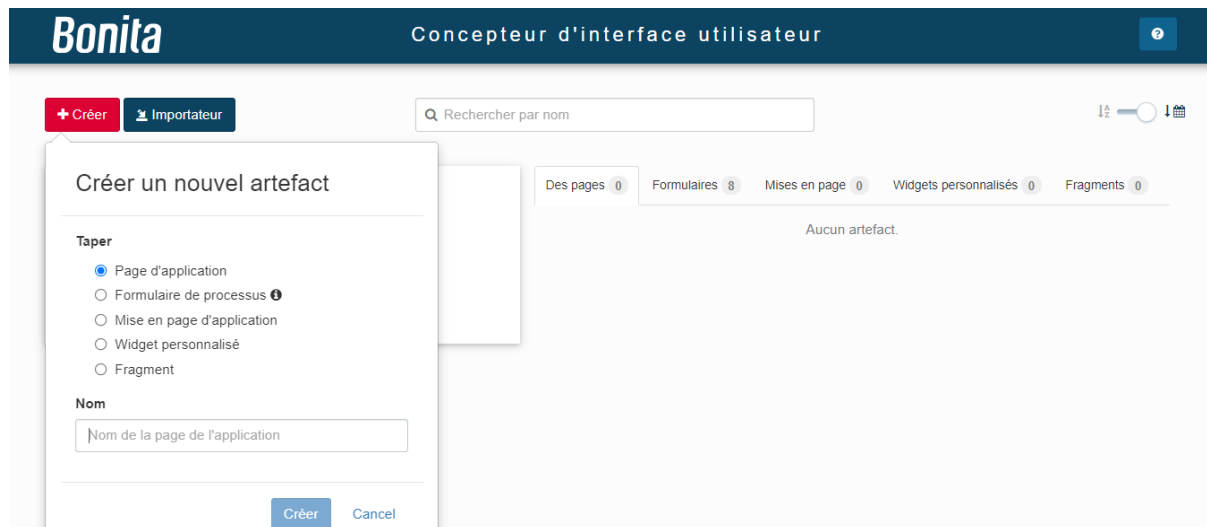 Bonita
Concepteur d'interface utilisateur
Créer
Importateur
Rechercher par nom
Créer un nouvel artefact
Taper
Page d'application
Formulaire de processus
Mise en page d'application
Widget personnalisé
Fragment
Nom
Nom de la page de l'application
Créer Cancel
Des pages 0 Formulaires 8 Mises en page 0 Widgets personnalisés 0 Fragments 0
Aucun artefact.